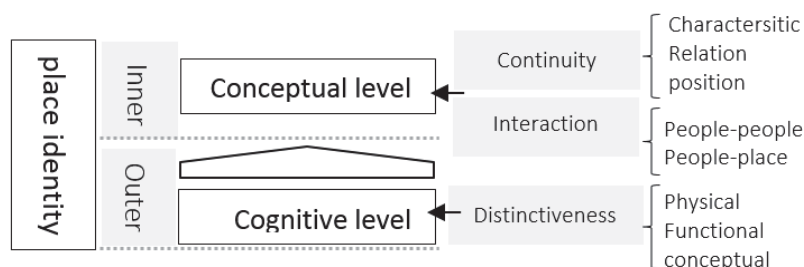 place identity
Inner
Outer
Conceptual level
Cognitive level
Continuity
Interaction
Distinctiveness
Charactersitic
Relation
position
People-people
People-place
Physical
Functional
conceptual